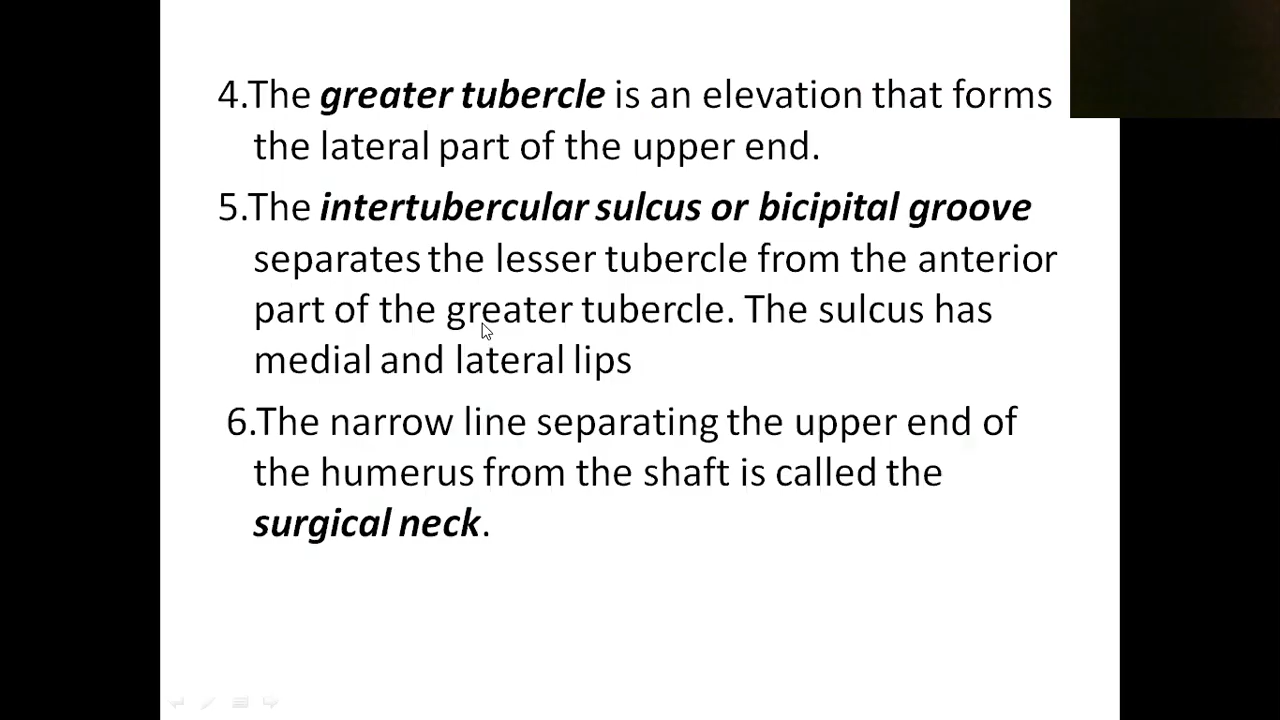 4.The greater tubercle is an elevation that forms
the lateral part of the upper end.
5.The intertubercular sulcus or bicipital groove
separates the lesser tubercle from the anterior
part of the greater tubercle. The sulcus has
medial and lateral lips
6.The narrow line separating the upper end of
the humerus from the shaft is called the
surgical neck.